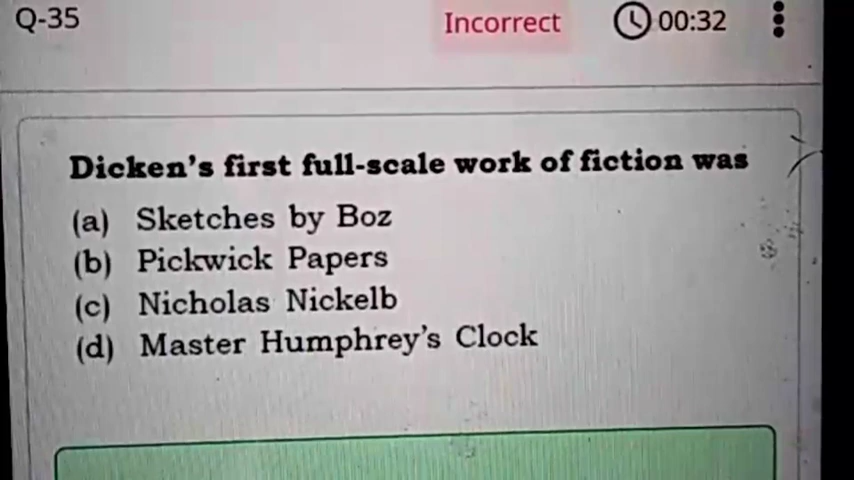 Q-35
Incorrect
00:32
Dicken's first full-scale work of fiction was
(a) Sketches by Boz
(b) Pickwick Papers
(c) Nicholas Nickelb
(d) Master Humphrey's Clock